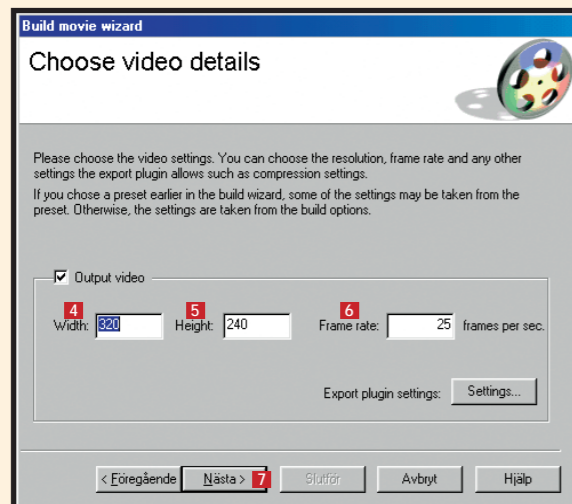 Build movie wizard
Choose video details
Please choose the video settings. You can choose the resolution, frame rate and any other
settings the export plugin allows such as compression settings.
If you chose a preset earlier in the build wizard, some of the settings may be taken from the
preset. Otherwise, the settings are taken from the build options.
Output video
4 5 6
Width: 320 Height: 240 Frame rate: 25 frames per sec.
Export plugin settings: Settings...
< Föregående Nästa > 7 Slutför Avbryt Hjälp